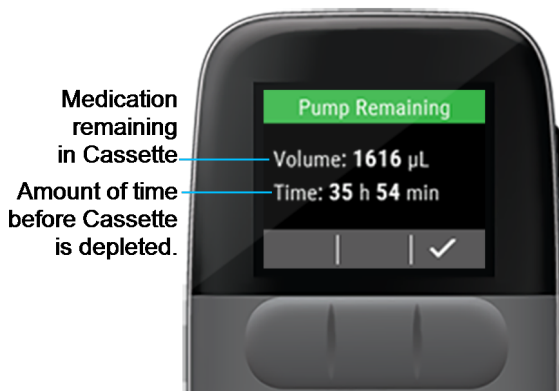 Medication
remaining
in Cassette
Amount of time
before Cassette
is depleted.
Pump Remaining
Volume: 1616 µL
Time: 35 h 54 min